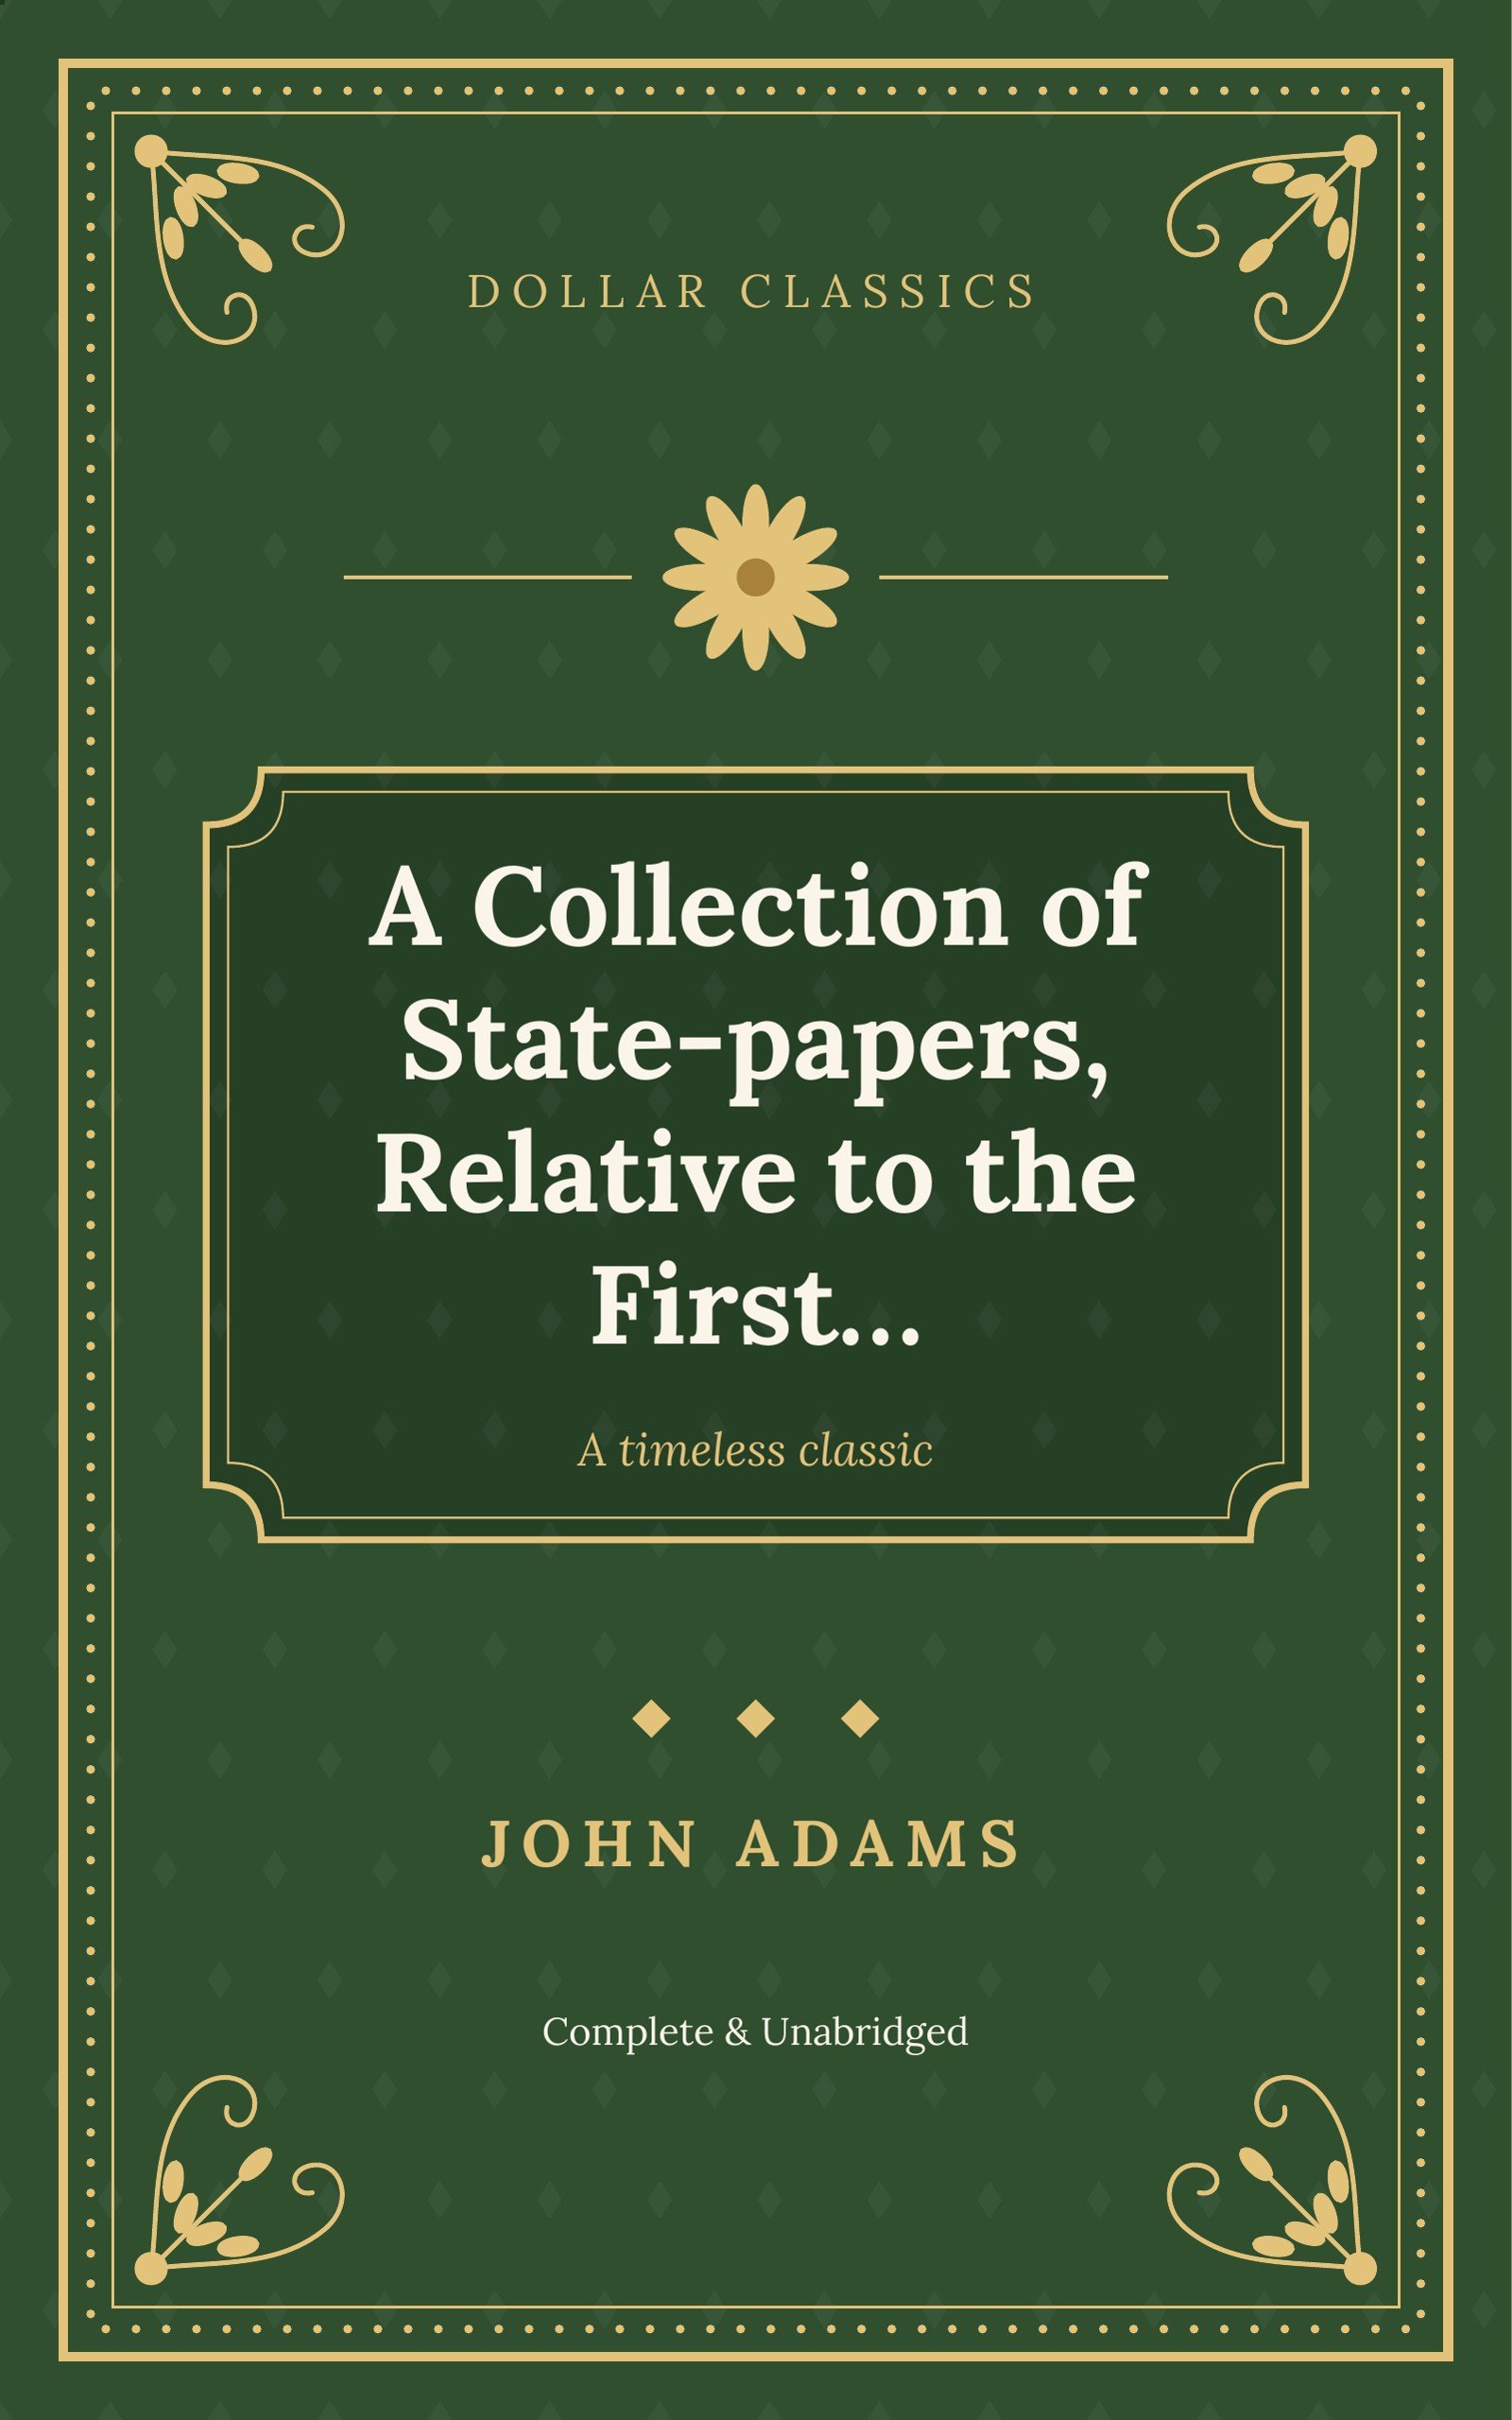 DOLLAR CLASSICS
A Collection of
State-papers,
Relative to the
First...
A timeless classic
JOHN ADAMS
Complete & Unabridged